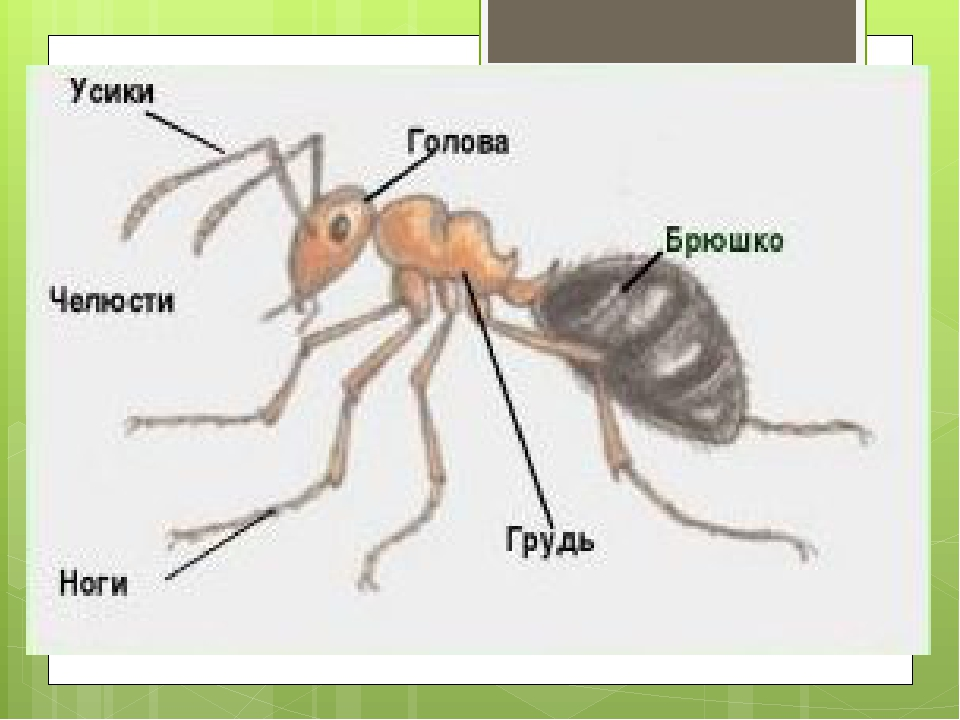 Усики
Голова
Брюшко
Челюсти
Грудь
Ноги